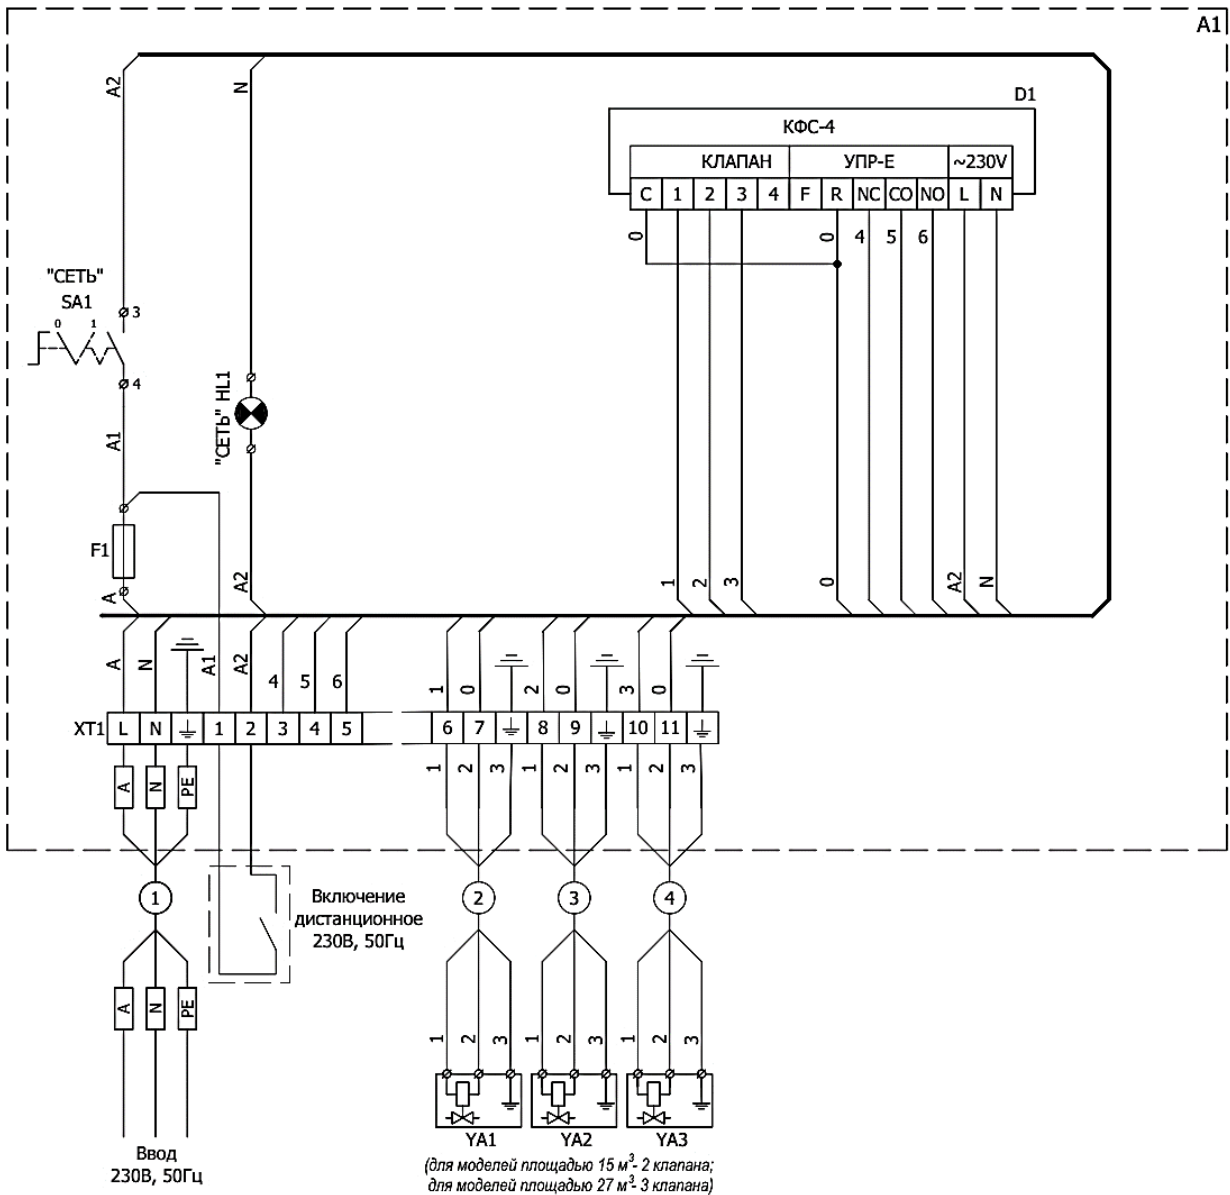 A1
A2
N
D1
КФС-4
КЛАПАН УПР-Е ~230V
C 1 2 3 4 F R NC CO NO L N
0 0 4 5 6
"СЕТЬ"
SA1
0 1
3
4
"СЕТЬ" HL1
A1
F1
A
A2
1 2 3 0 A2 N
A N A1 A2 4 5 6 1 0 2 0 3 0
XT1 L N 1 2 3 4 5 6 7 8 9 10 11
A N PE
1 2 3 1 2 3 1 2 3
1 2 3 4
Включение
дистанционное
230В, 50Гц
A N PE
1 2 3 1 2 3 1 2 3
YA1 YA2 YA3
Ввод
230В, 50Гц
(для моделей площадью 15 м³- 2 клапана;
для моделей площадью 27 м³- 3 клапана)